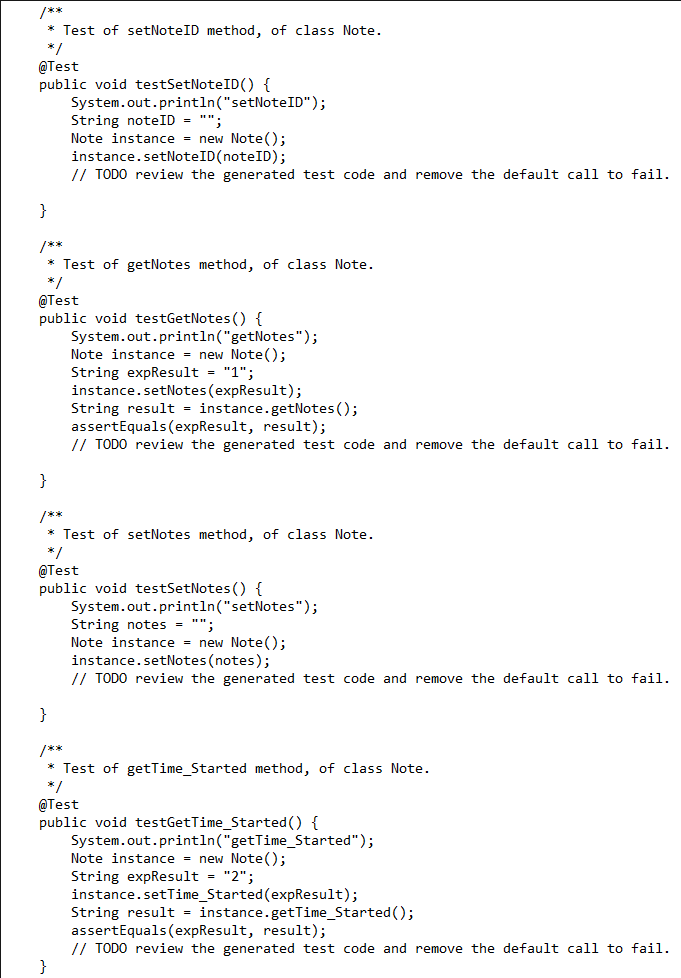 /**
 * Test of setNoteID method, of class Note.
 */
@Test
public void testSetNoteID() {
    System.out.println("setNoteID");
    String noteID = "";
    Note instance = new Note();
    instance.setNoteID(noteID);
    // TODO review the generated test code and remove the default call to fail.

}

/**
 * Test of getNotes method, of class Note.
 */
@Test
public void testGetNotes() {
    System.out.println("getNotes");
    Note instance = new Note();
    String expResult = "1";
    instance.setNotes(expResult);
    String result = instance.getNotes();
    assertEquals(expResult, result);
    // TODO review the generated test code and remove the default call to fail.

}

/**
 * Test of setNotes method, of class Note.
 */
@Test
public void testSetNotes() {
    System.out.println("setNotes");
    String notes = "";
    Note instance = new Note();
    instance.setNotes(notes);
    // TODO review the generated test code and remove the default call to fail.

}

/**
 * Test of getTime_Started method, of class Note.
 */
@Test
public void testGetTime_Started() {
    System.out.println("getTime_Started");
    Note instance = new Note();
    String expResult = "2";
    instance.setTime_Started(expResult);
    String result = instance.getTime_Started();
    assertEquals(expResult, result);
    // TODO review the generated test code and remove the default call to fail.
}